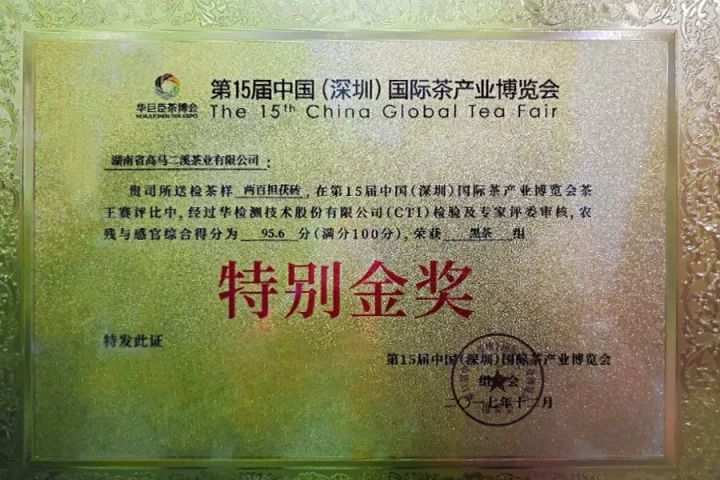 华巨臣茶博会
HUAJUCHEN TEA EXPO
第15届中国(深圳)国际茶产业博览会
The 15th China Global Tea Fair
湖南省高马二溪茶业有限公司:
贵司所送检茶样 两百担茯砖,在第15届中国(深圳)国际茶产业博览会茶
王赛评比中,经过华检测技术股份有限公司(CTI)检验及专家评委审核,农
残与感官综合得分为 95.6 分(满分100分),荣获 黑茶 组
特别金奖
特发此证
第15届中国(深圳)国际茶产业博览会
组委会
二〇一七年十二月